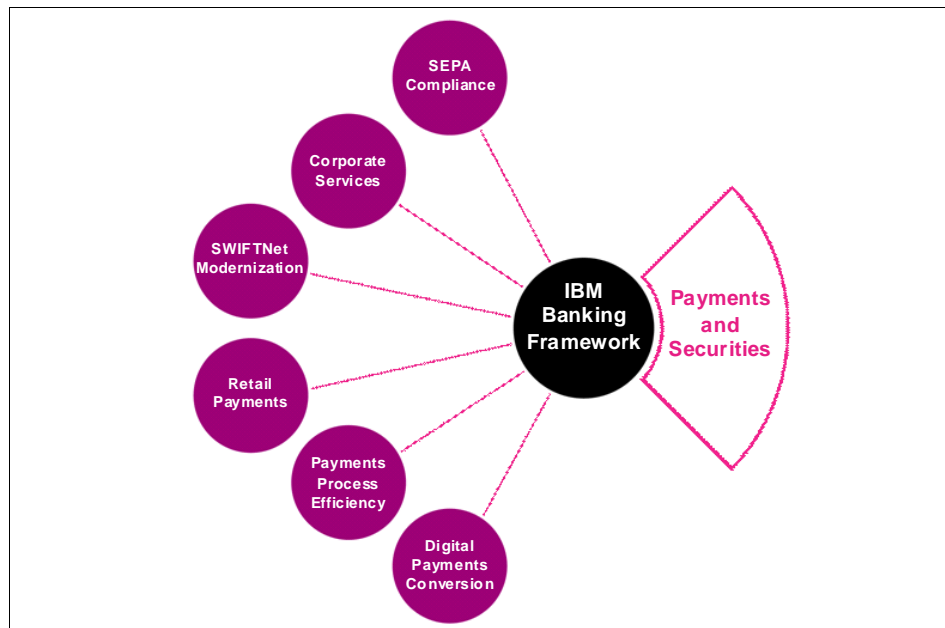 SEPA
Compliance
Corporate
Services
SWIFTNet
Modernization
Retail
Payments
Payments
Process
Efficiency
Digital
Payments
Conversion
IBM
Banking
Framework
Payments
and
Securities